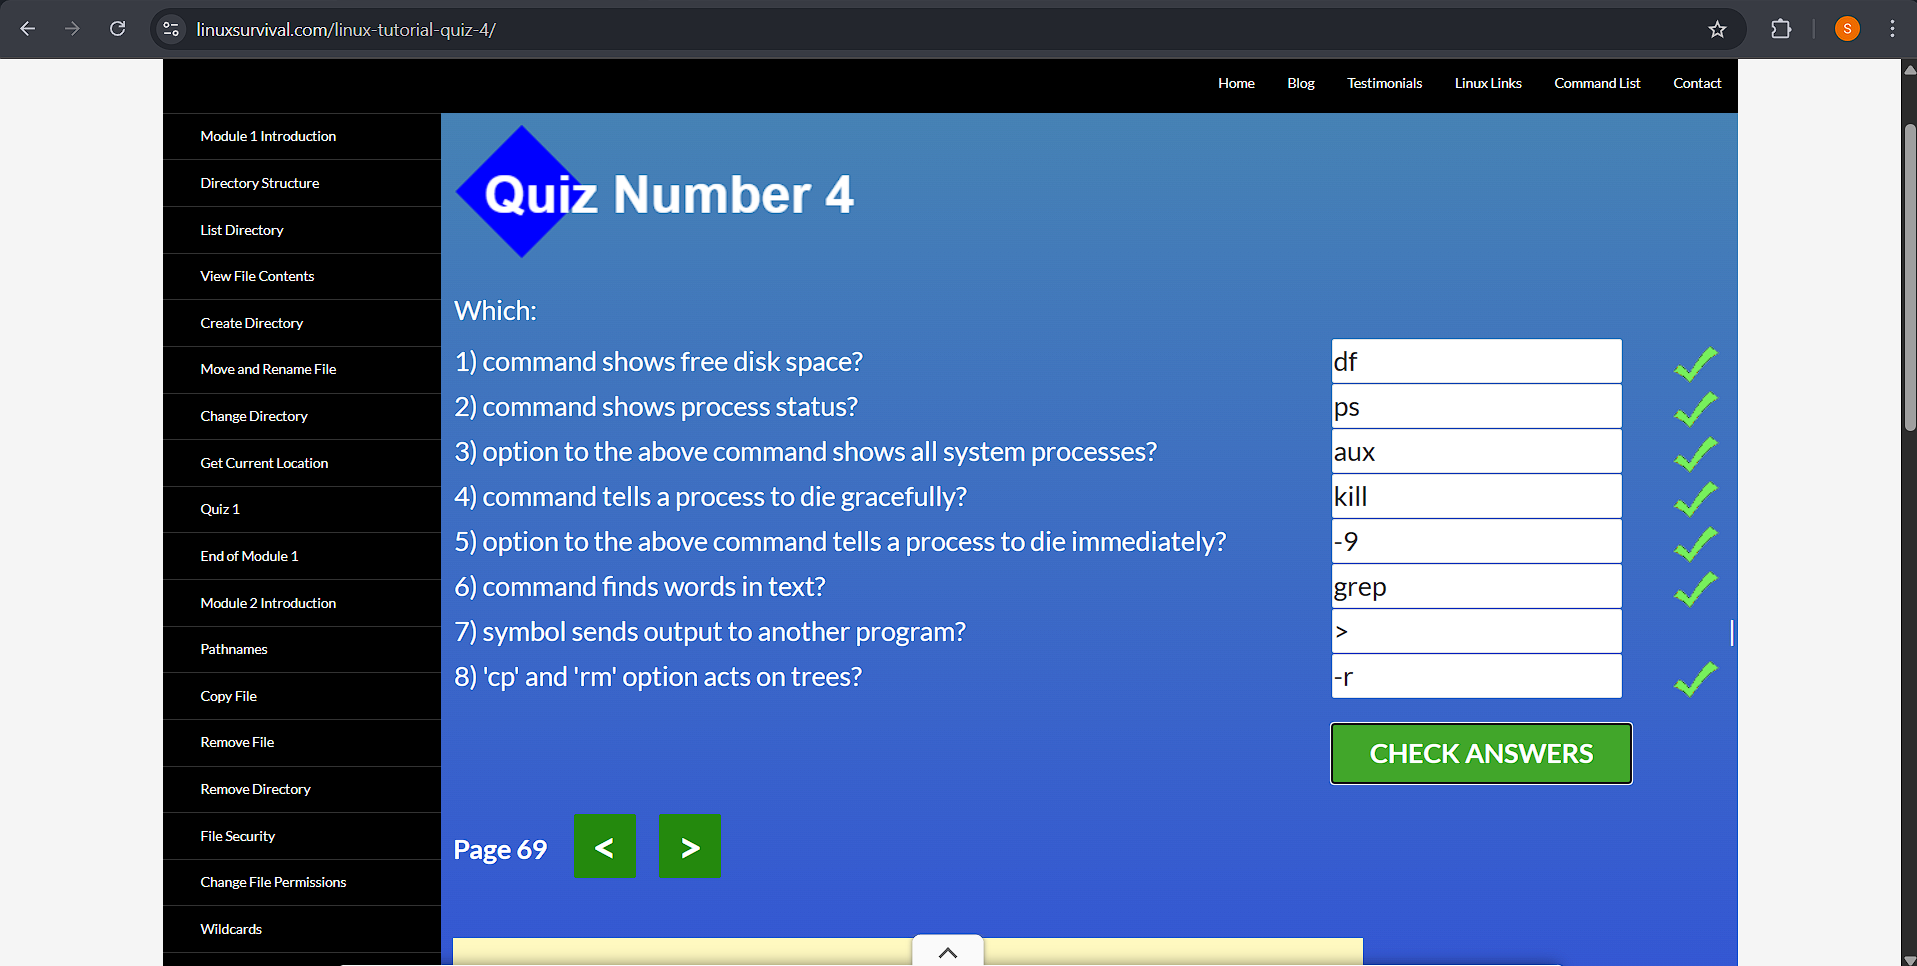 linuxsurvival.com/linux-tutorial-quiz-4/
S
Home Blog Testimonials Linux Links Command List Contact
Module 1 Introduction
Directory Structure
List Directory
View File Contents
Create Directory
Move and Rename File
Change Directory
Get Current Location
Quiz 1
End of Module 1
Module 2 Introduction
Pathnames
Copy File
Remove File
Remove Directory
File Security
Change File Permissions
Wildcards
Quiz Number 4
Which:
1) command shows free disk space? df
2) command shows process status? ps
3) option to the above command shows all system processes? aux
4) command tells a process to die gracefully? kill
5) option to the above command tells a process to die immediately? -9
6) command finds words in text? grep
7) symbol sends output to another program? > |
8) 'cp' and 'rm' option acts on trees? -r
CHECK ANSWERS
Page 69 < >